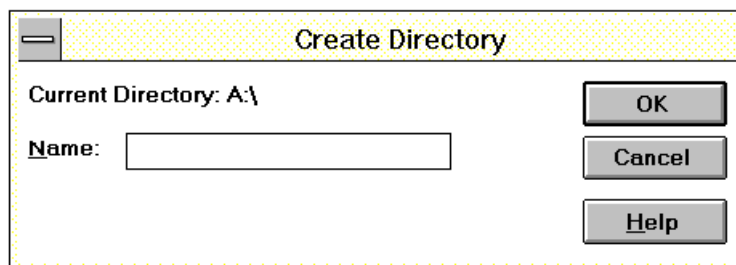 Create Directory
Current Directory: A:\
OK
Name:
Cancel
Help